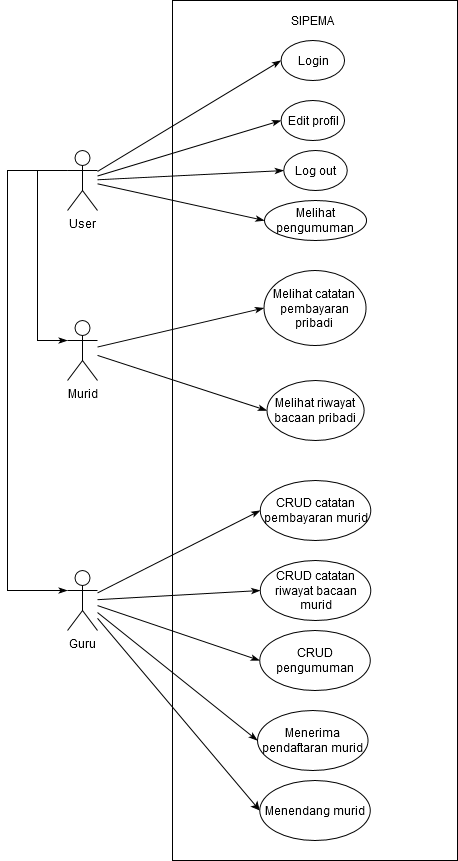 SIPEMA
Login
Edit profil
Log out
User
Melihat
pengumuman
Melihat catatan
pembayaran
pribadi
Murid
Melihat riwayat
bacaan pribadi
CRUD catatan
pembayaran murid
CRUD catatan
riwayat bacaan
murid
Guru
CRUD
pengumuman
Menerima
pendaftaran murid
Menendang murid